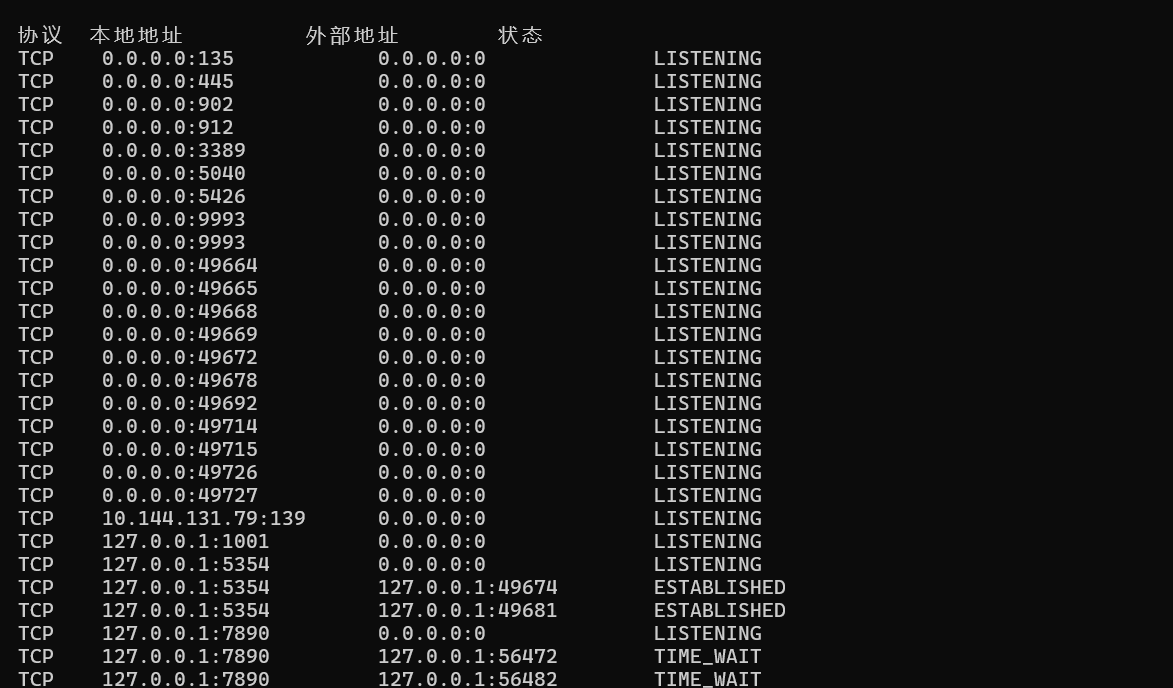 协议  本地地址          外部地址        状态
TCP    0.0.0.0:135            0.0.0.0:0              LISTENING
TCP    0.0.0.0:445            0.0.0.0:0              LISTENING
TCP    0.0.0.0:902            0.0.0.0:0              LISTENING
TCP    0.0.0.0:912            0.0.0.0:0              LISTENING
TCP    0.0.0.0:3389           0.0.0.0:0              LISTENING
TCP    0.0.0.0:5040           0.0.0.0:0              LISTENING
TCP    0.0.0.0:5426           0.0.0.0:0              LISTENING
TCP    0.0.0.0:9993           0.0.0.0:0              LISTENING
TCP    0.0.0.0:9993           0.0.0.0:0              LISTENING
TCP    0.0.0.0:49664          0.0.0.0:0              LISTENING
TCP    0.0.0.0:49665          0.0.0.0:0              LISTENING
TCP    0.0.0.0:49668          0.0.0.0:0              LISTENING
TCP    0.0.0.0:49669          0.0.0.0:0              LISTENING
TCP    0.0.0.0:49672          0.0.0.0:0              LISTENING
TCP    0.0.0.0:49678          0.0.0.0:0              LISTENING
TCP    0.0.0.0:49692          0.0.0.0:0              LISTENING
TCP    0.0.0.0:49714          0.0.0.0:0              LISTENING
TCP    0.0.0.0:49715          0.0.0.0:0              LISTENING
TCP    0.0.0.0:49726          0.0.0.0:0              LISTENING
TCP    0.0.0.0:49727          0.0.0.0:0              LISTENING
TCP    10.144.131.79:139      0.0.0.0:0              LISTENING
TCP    127.0.0.1:1001         0.0.0.0:0              LISTENING
TCP    127.0.0.1:5354         0.0.0.0:0              LISTENING
TCP    127.0.0.1:5354         127.0.0.1:49674        ESTABLISHED
TCP    127.0.0.1:5354         127.0.0.1:49681        ESTABLISHED
TCP    127.0.0.1:7890         0.0.0.0:0              LISTENING
TCP    127.0.0.1:7890         127.0.0.1:56472        TIME_WAIT
TCP    127.0.0.1:7890         127.0.0.1:56482        TIME_WAIT